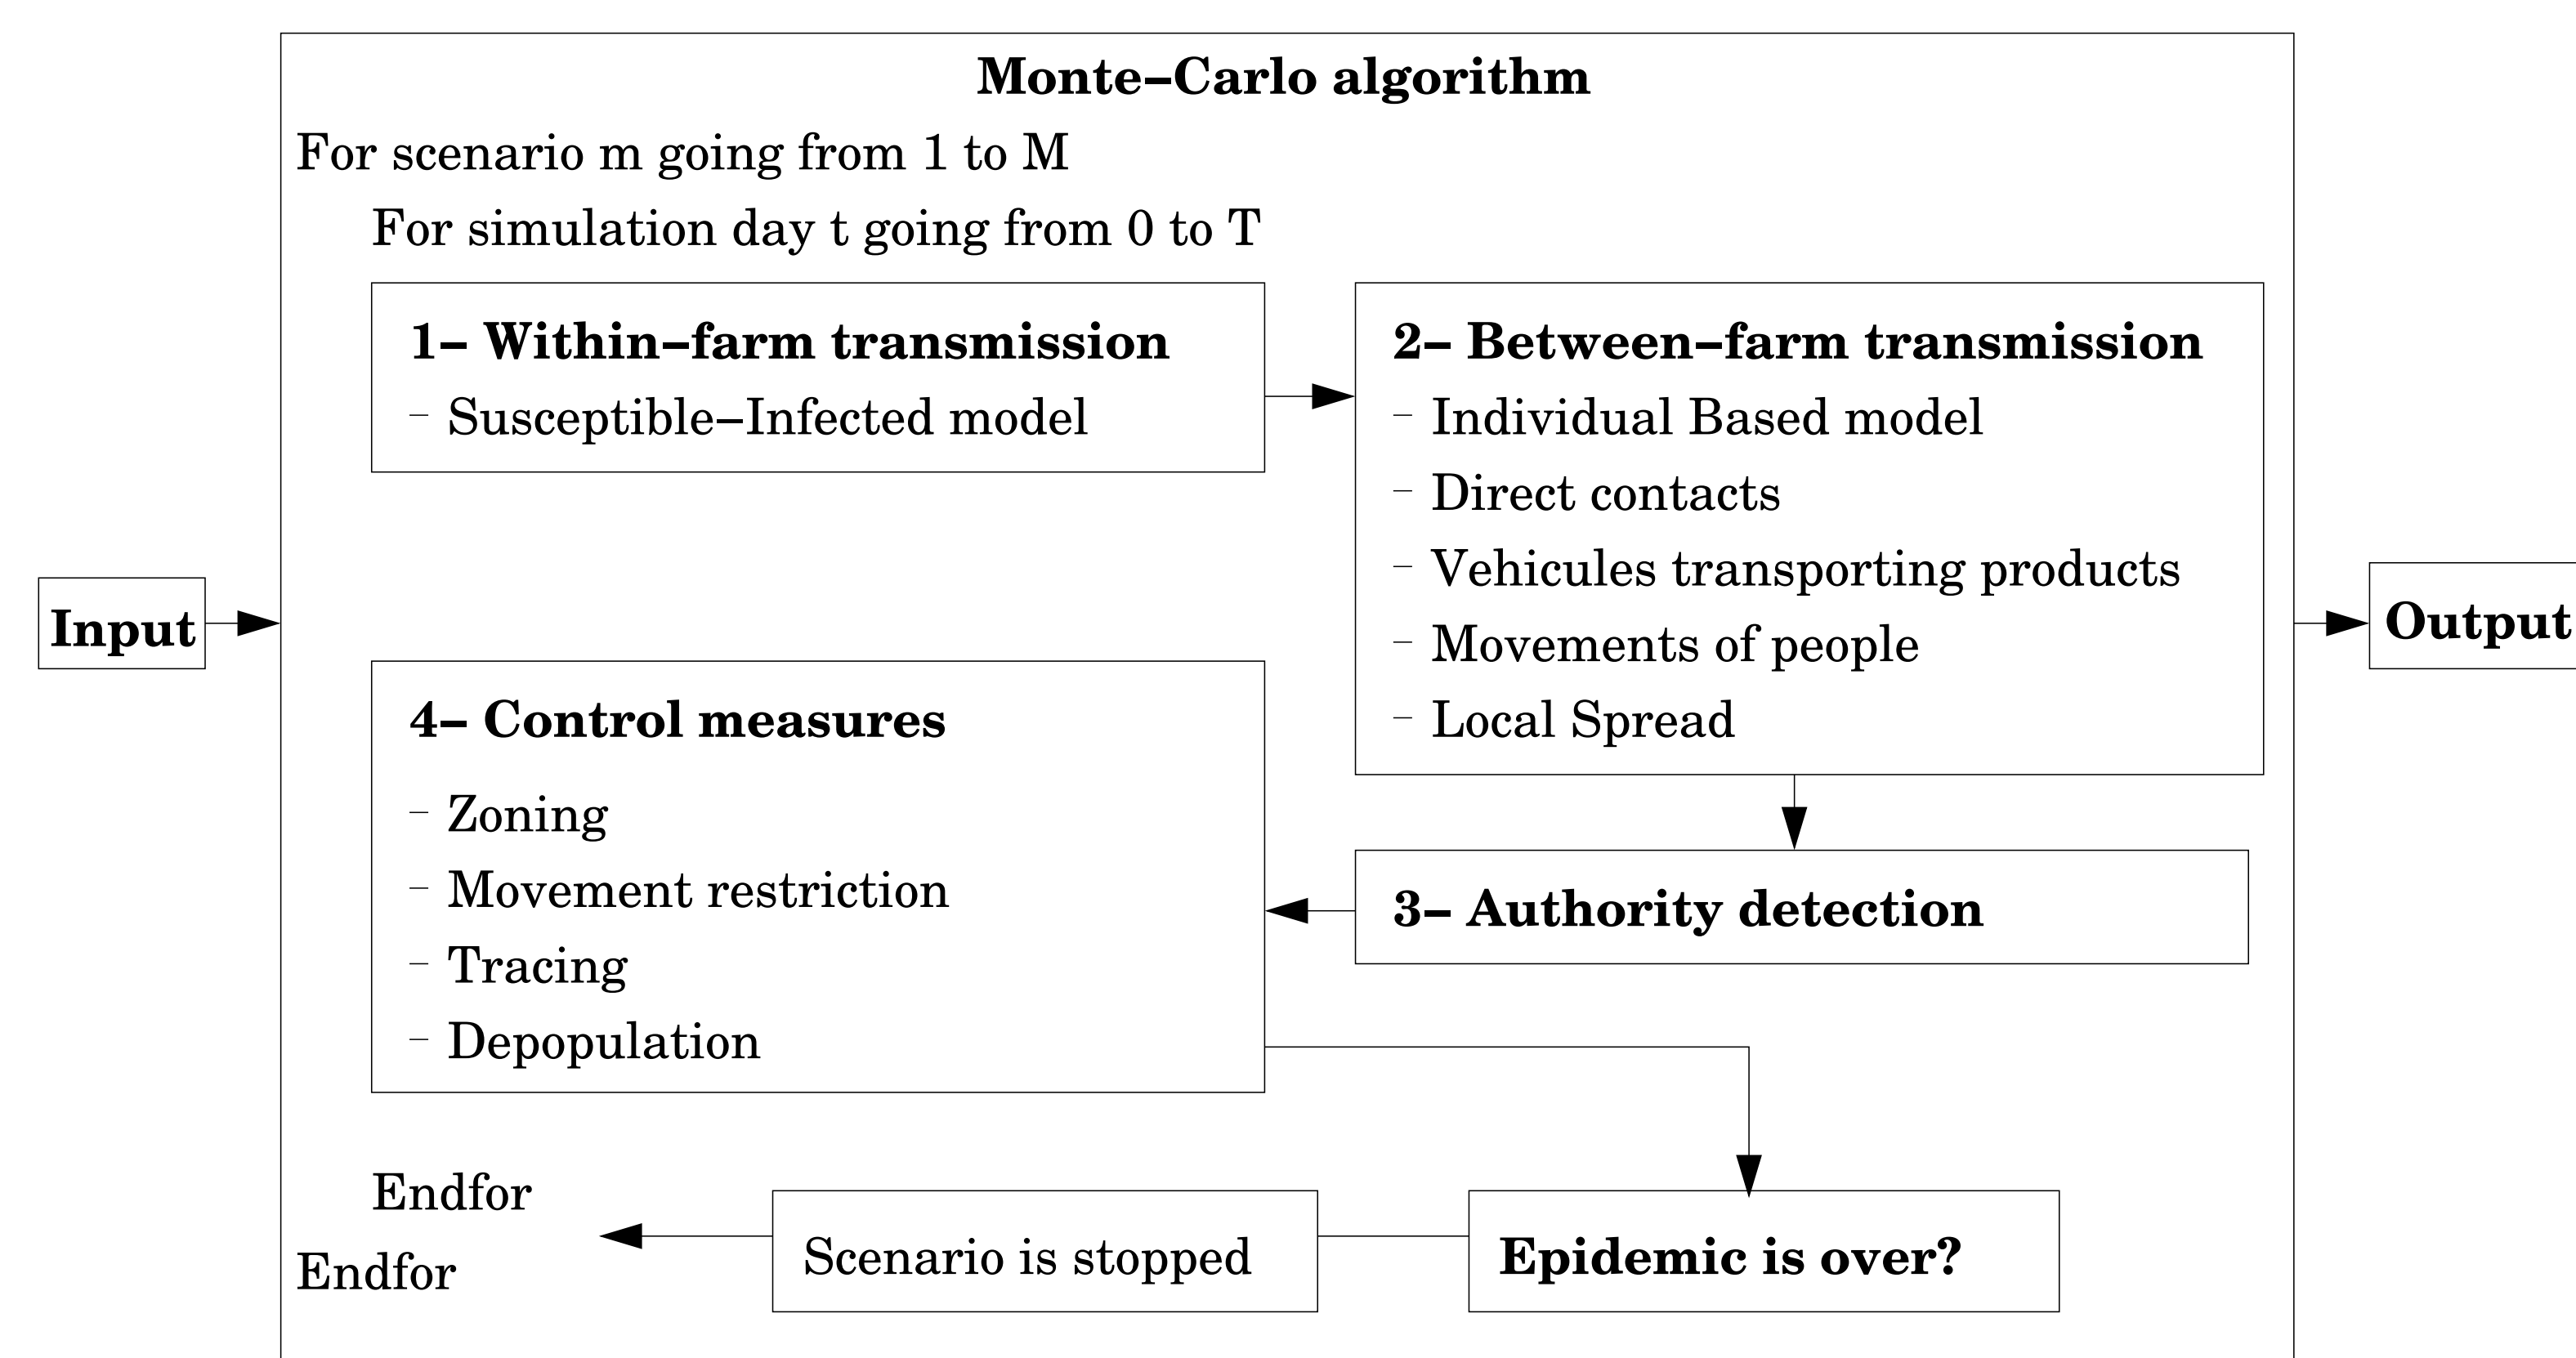 Monte–Carlo algorithm
For scenario m going from 1 to M
For simulation day t going from 0 to T
1– Within–farm transmission
– Susceptible–Infected model
2– Between–farm transmission
– Individual Based model
– Direct contacts
– Vehicules transporting products
– Movements of people
– Local Spread
Input
Output
3– Authority detection
4– Control measures
– Zoning
– Movement restriction
– Tracing
– Depopulation
Epidemic is over?
Scenario is stopped
Endfor
Endfor